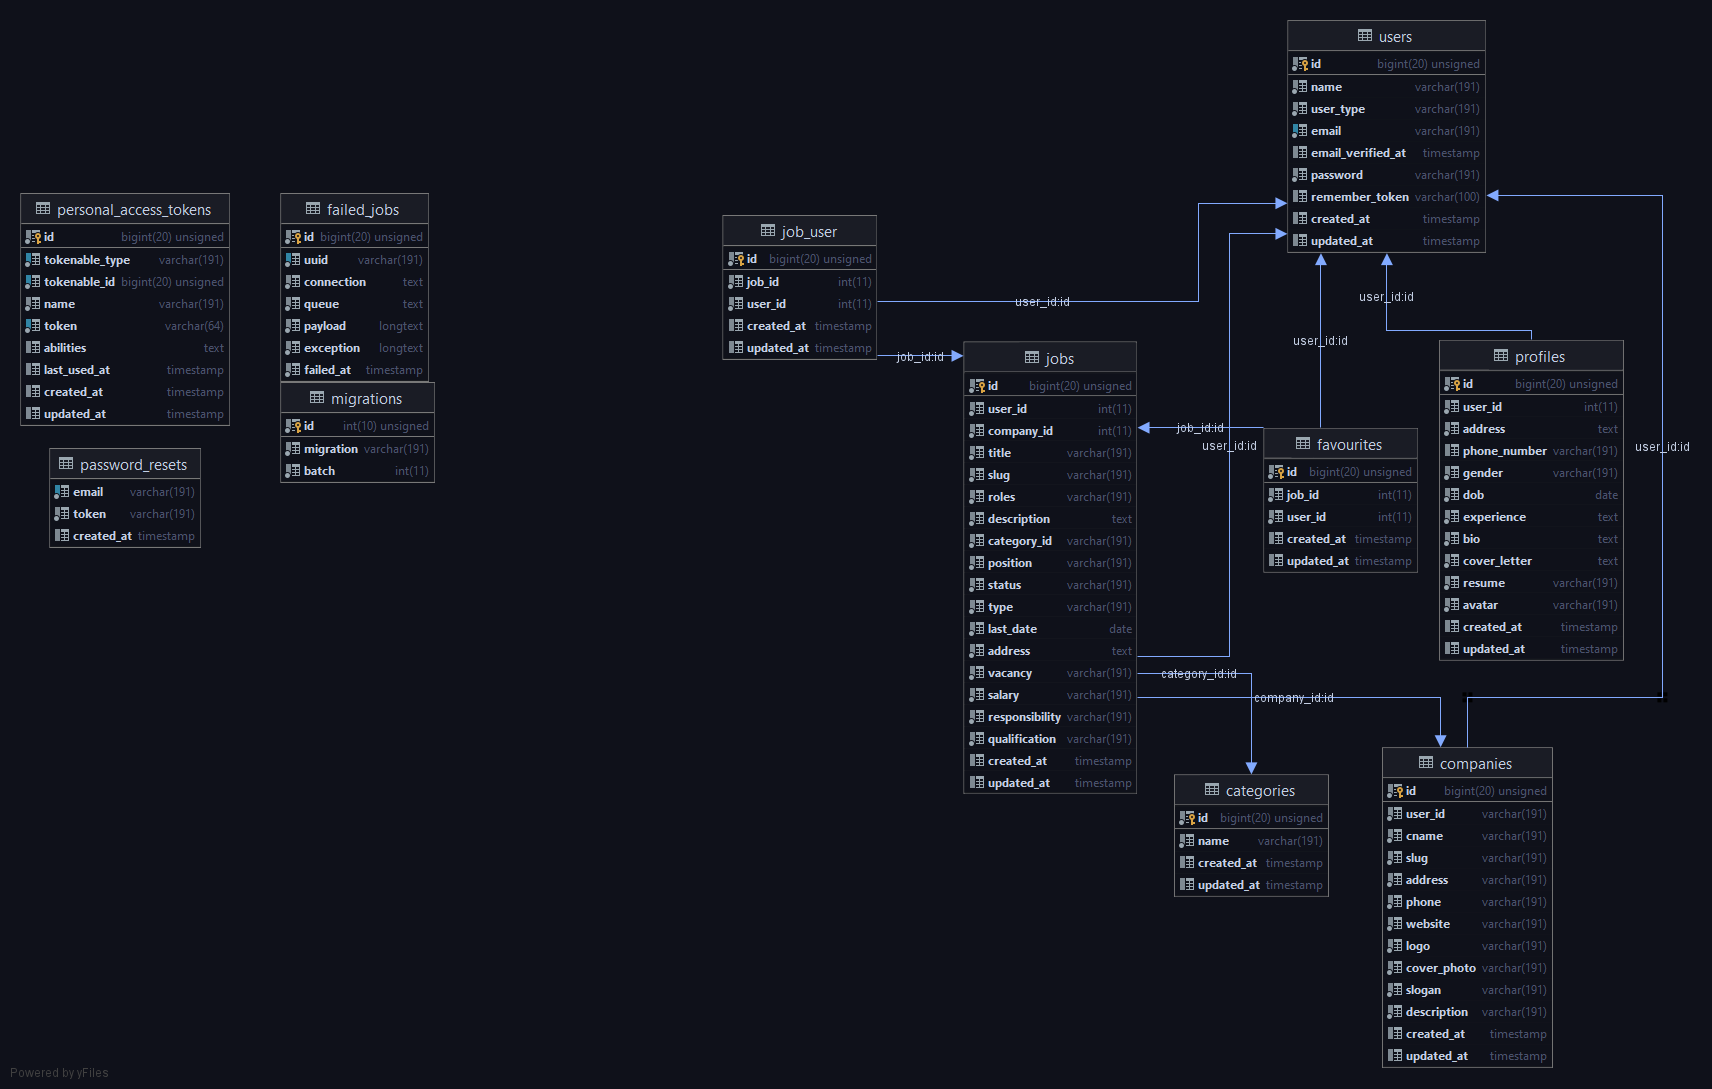 users
id bigint(20) unsigned
name varchar(191)
user_type varchar(191)
email varchar(191)
email_verified_at timestamp
password varchar(191)
remember_token varchar(100)
created_at timestamp
updated_at timestamp
personal_access_tokens
id bigint(20) unsigned
tokenable_type varchar(191)
tokenable_id bigint(20) unsigned
name varchar(191)
token varchar(64)
abilities text
last_used_at timestamp
created_at timestamp
updated_at timestamp
failed_jobs
id bigint(20) unsigned
uuid varchar(191)
connection text
queue text
payload longtext
exception longtext
failed_at timestamp
migrations
id int(10) unsigned
migration varchar(191)
batch int(11)
password_resets
email varchar(191)
token varchar(191)
created_at timestamp
job_user
id bigint(20) unsigned
job_id int(11)
user_id int(11)
created_at timestamp
updated_at timestamp
user_id:id
job_id:id
user_id:id
user_id:id
job_id:id
user_id:id
user_id:id
category_id:id
company_id:id
jobs
id bigint(20) unsigned
user_id int(11)
company_id int(11)
title varchar(191)
slug varchar(191)
roles varchar(191)
description text
category_id varchar(191)
position varchar(191)
status varchar(191)
type varchar(191)
last_date date
address text
vacancy varchar(191)
salary varchar(191)
responsibility varchar(191)
qualification varchar(191)
created_at timestamp
updated_at timestamp
favourites
id bigint(20) unsigned
job_id int(11)
user_id int(11)
created_at timestamp
updated_at timestamp
profiles
id bigint(20) unsigned
user_id int(11)
address text
phone_number varchar(191)
gender varchar(191)
dob date
experience text
bio text
cover_letter text
resume varchar(191)
avatar varchar(191)
created_at timestamp
updated_at timestamp
categories
id bigint(20) unsigned
name varchar(191)
created_at timestamp
updated_at timestamp
companies
id bigint(20) unsigned
user_id varchar(191)
cname varchar(191)
slug varchar(191)
address varchar(191)
phone varchar(191)
website varchar(191)
logo varchar(191)
cover_photo varchar(191)
slogan varchar(191)
description varchar(191)
created_at timestamp
updated_at timestamp
Powered by yFiles